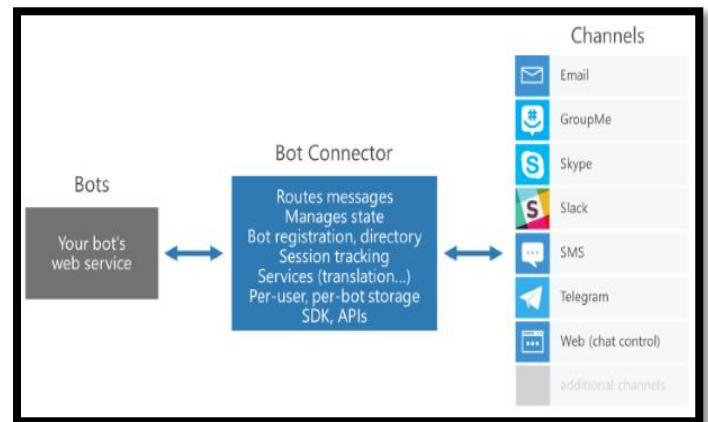 Channels
Email
GroupMe
Skype
Slack
SMS
Telegram
Web (chat control)
additional channels
Bot Connector
Routes messages
Manages state
Bot registration, directory
Session tracking
Services (translation...)
Per-user, per-bot storage
SDK, APIs
Bots
Your bot's
web service